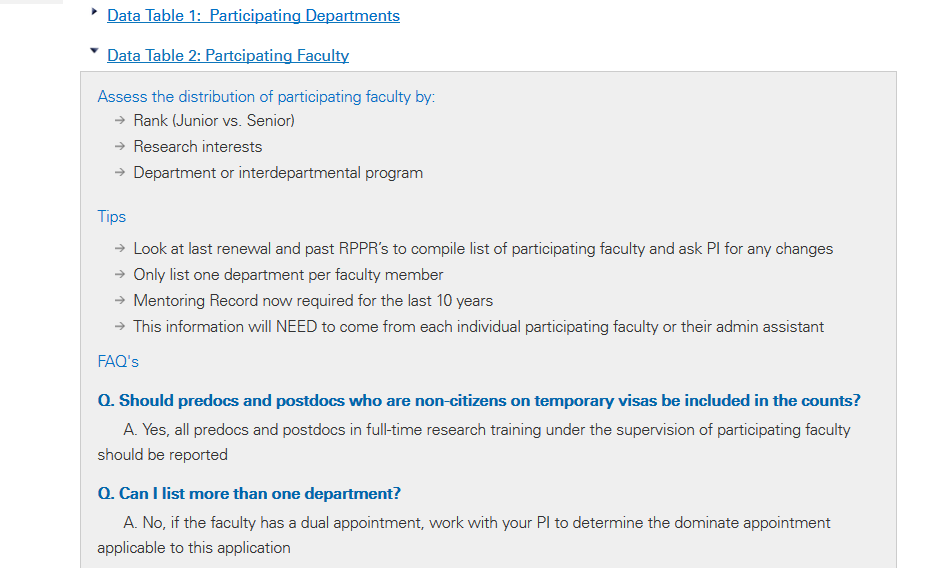 Data Table 1: Participating Departments
Data Table 2: Partcipating Faculty
Assess the distribution of participating faculty by:
→ Rank (Junior vs. Senior)
→ Research interests
→ Department or interdepartmental program
Tips
→ Look at last renewal and past RPPR's to compile list of participating faculty and ask PI for any changes
→ Only list one department per faculty member
→ Mentoring Record now required for the last 10 years
→ This information will NEED to come from each individual participating faculty or their admin assistant
FAQ's
Q. Should predocs and postdocs who are non-citizens on temporary visas be included in the counts?
A. Yes, all predocs and postdocs in full-time research training under the supervision of participating faculty
should be reported
Q. Can I list more than one department?
A. No, if the faculty has a dual appointment, work with your PI to determine the dominate appointment
applicable to this application